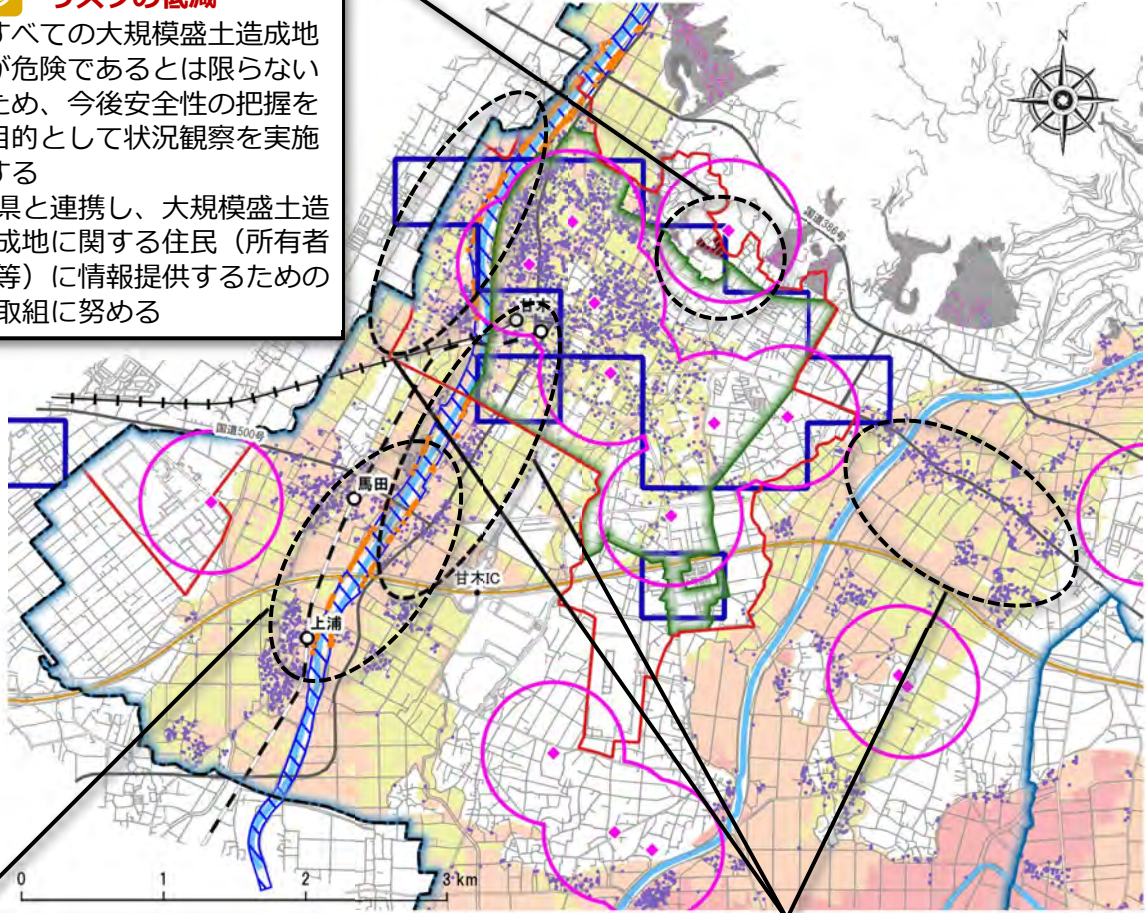 リスクの低減
すべての大規模盛土造成地
が危険であるとは限らない
ため、今後安全性の把握を
目的として状況観察を実施
する
県と連携し、大規模盛土造
成地に関する住民（所有者
等）に情報提供するための
取組に努める
N
国道386号
甘木
国道500号
馬田
甘木IC
上浦
0 1 2 3 km